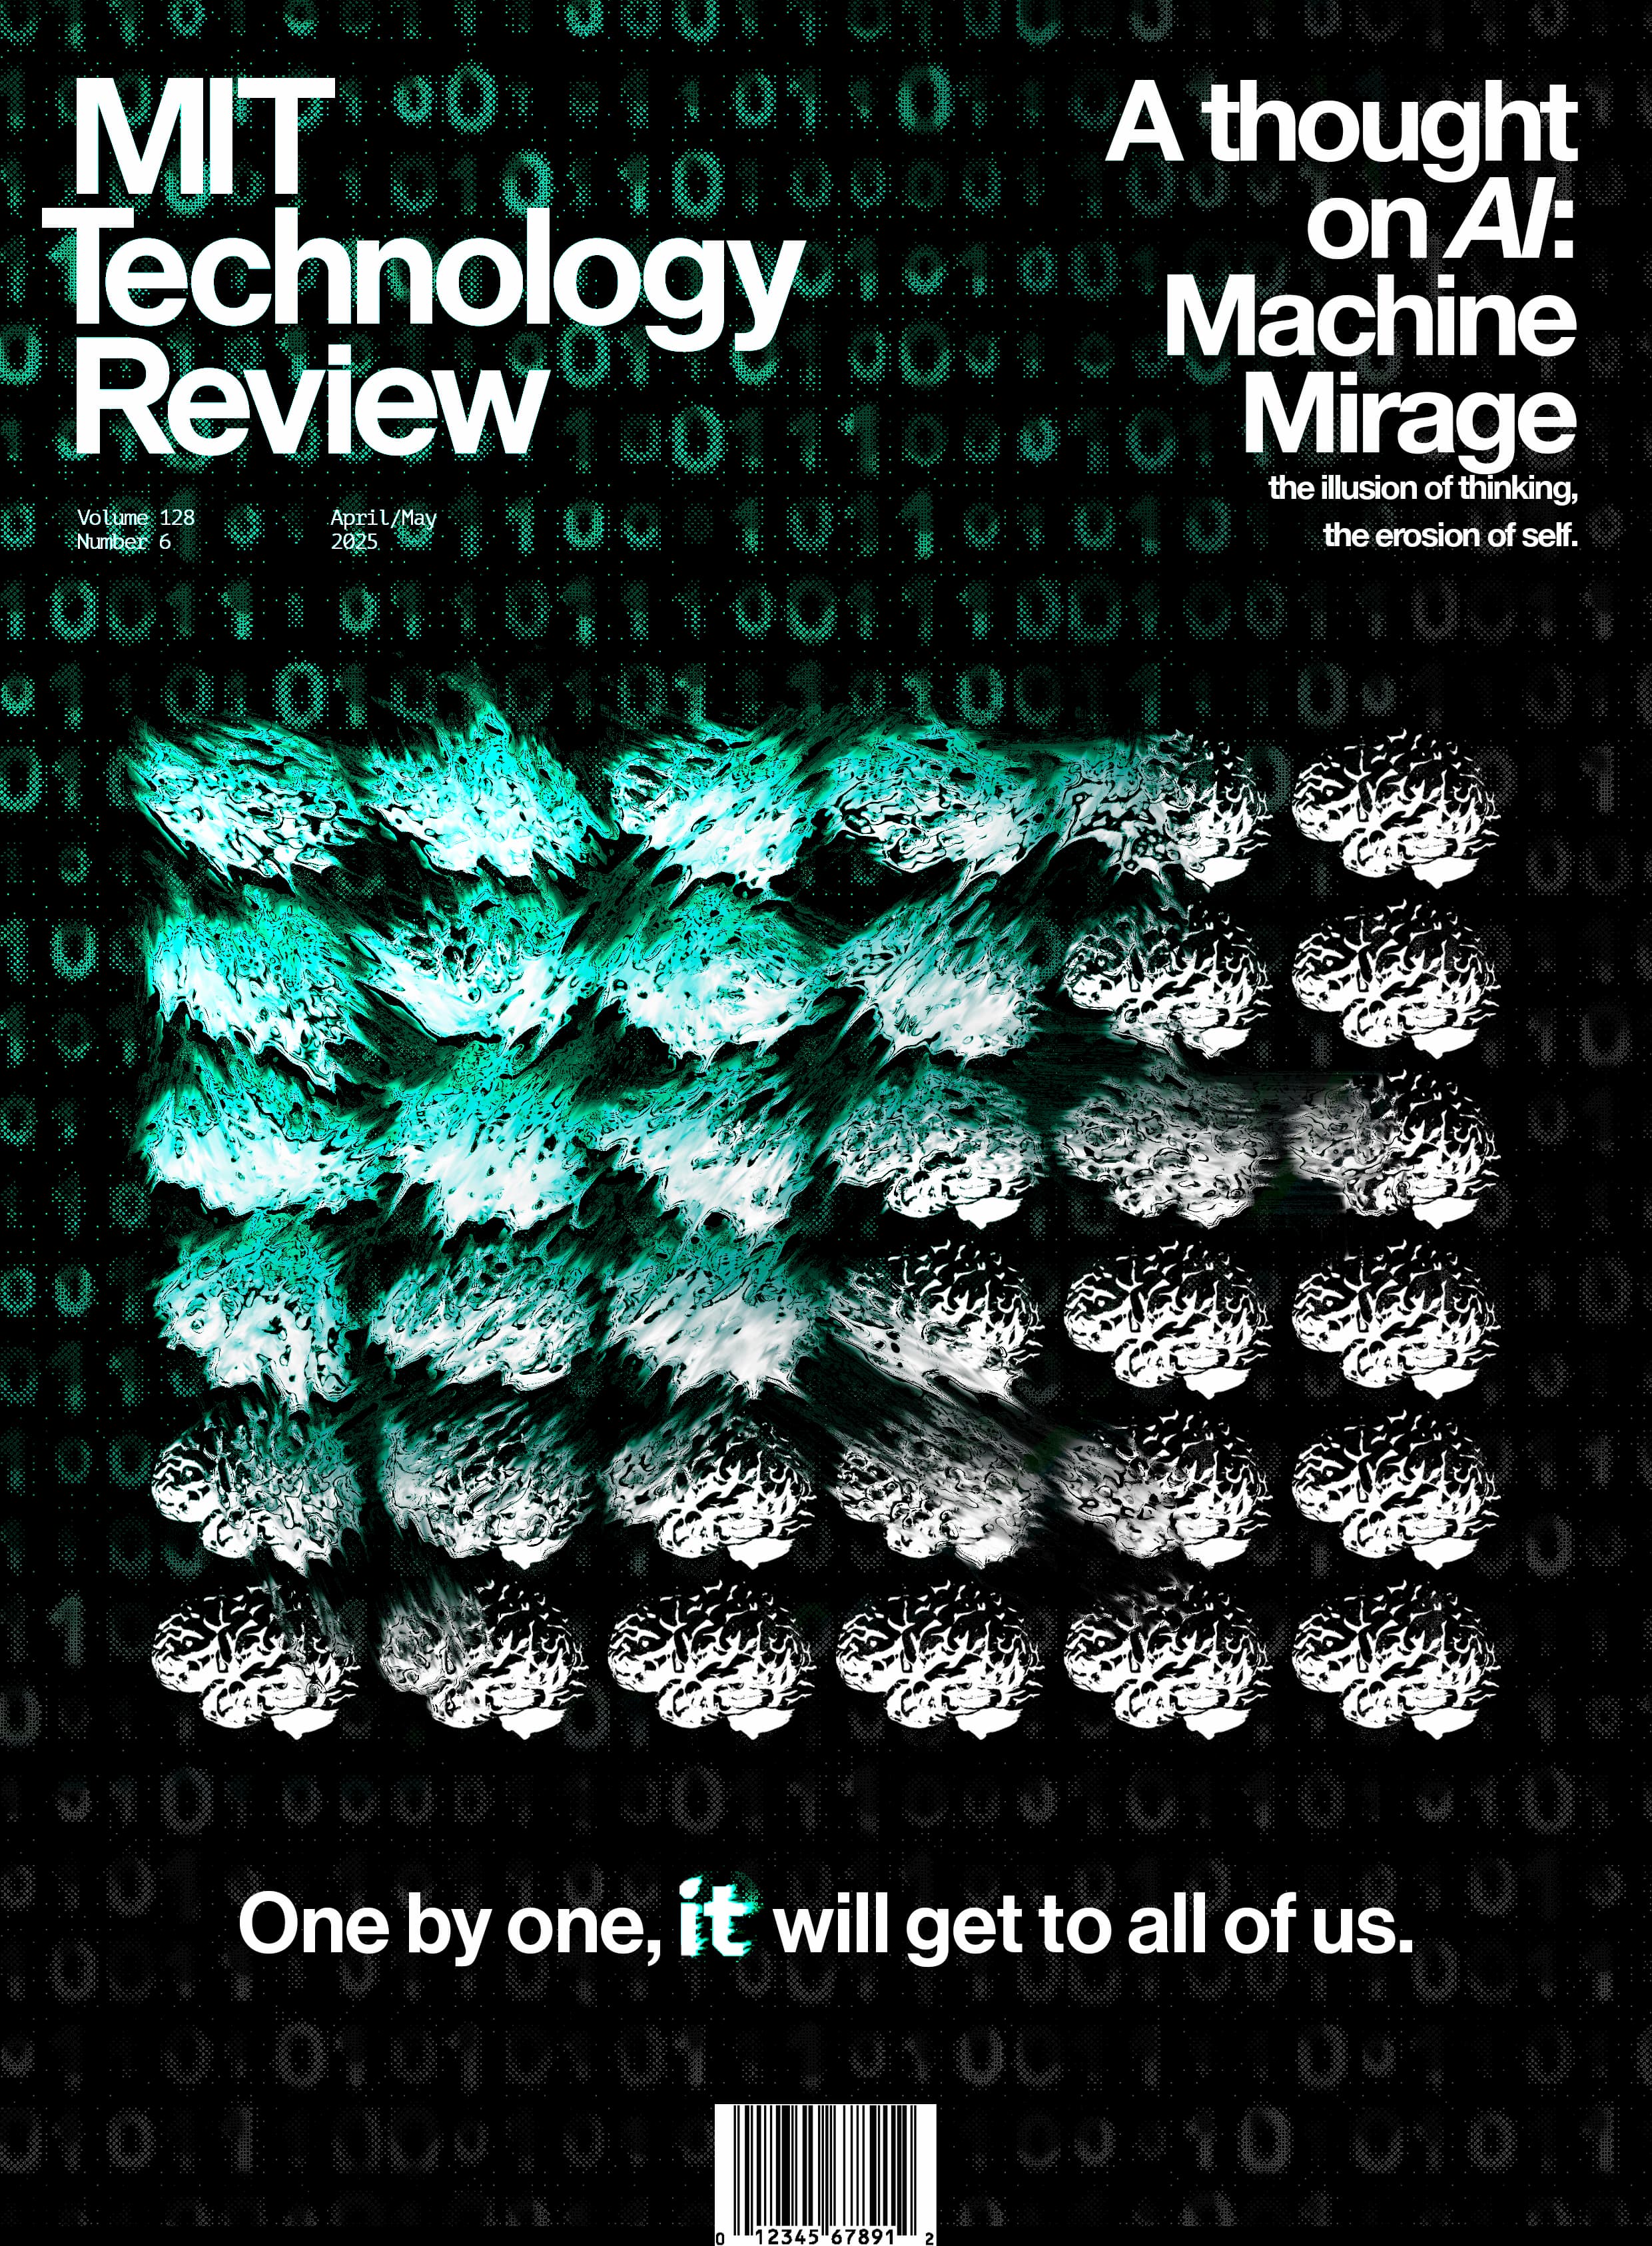 MIT
Technology
Review
Volume 128
Number 6
April/May
2025
A thought
on AI:
Machine
Mirage
the illusion of thinking,
the erosion of self.
One by one, it will get to all of us.
0 12345 67891 2